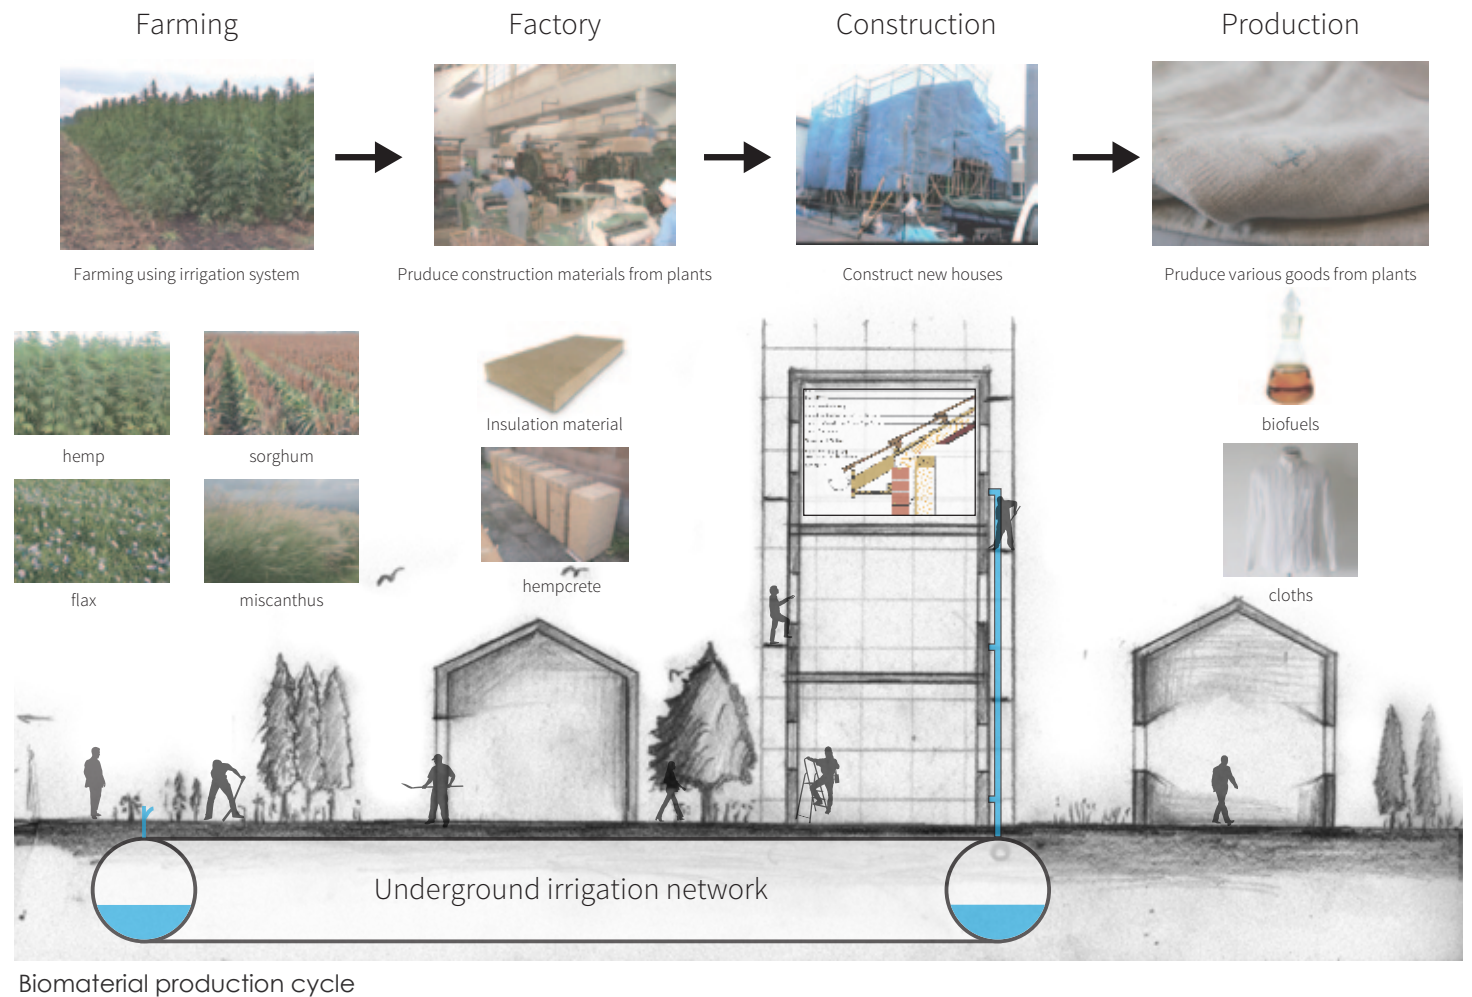 Farming
Factory
Construction
Production
Farming using irrigation system
Pruduce construction materials from plants
Construct new houses
Pruduce various goods from plants
hemp
sorghum
flax
miscanthus
Insulation material
hempcrete
biofuels
cloths
Underground irrigation network
Biomaterial production cycle